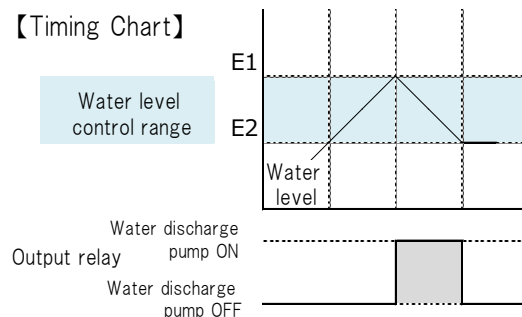 【Timing Chart】
E1
Water level
control range
E2
Water
level
Water discharge
pump ON
Output relay
Water discharge
pump OFF